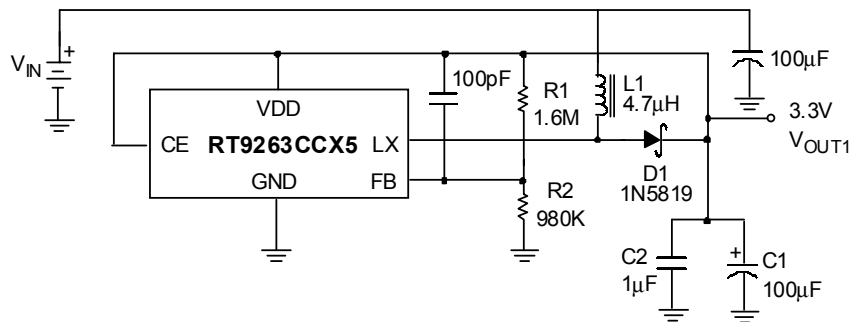 +
VIN
100pF
R1
1.6M
L1
4.7μH
100μF
VDD
CE RT9263CCX5 LX
GND FB
3.3V
VOUT1
D1
1N5819
R2
980K
C2
1μF
+
C1
100μF